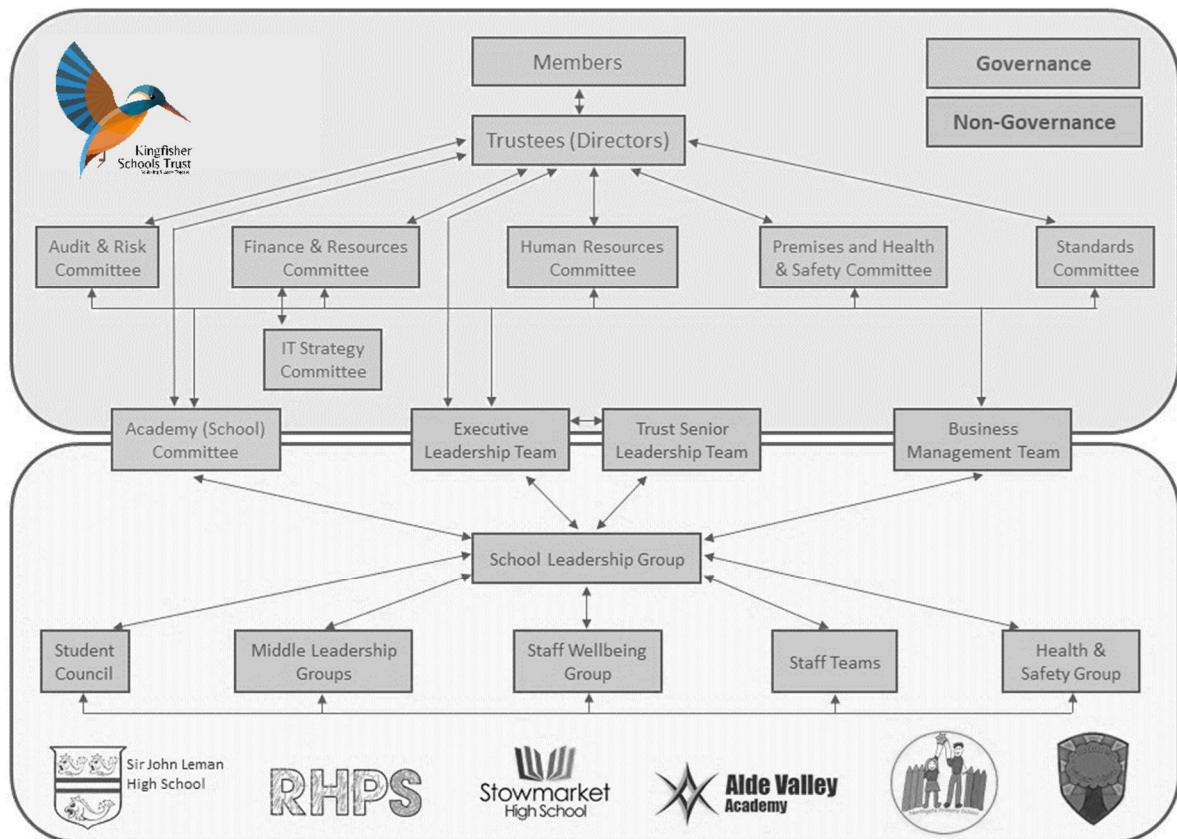 Members
Governance
Non-Governance
Kingfisher
Schools Trust
Trustees (Directors)
Audit & Risk
Committee
Finance & Resources
Committee
Human Resources
Committee
Premises and Health
& Safety Committee
Standards
Committee
IT Strategy
Committee
Academy (School)
Committee
Executive
Leadership Team
Trust Senior
Leadership Team
Business
Management Team
School Leadership Group
Student
Council
Middle Leadership
Groups
Staff Wellbeing
Group
Staff Teams
Health &
Safety Group
Sir John Leman
High School
RHPS
Stowmarket
High School
Alde Valley
Academy